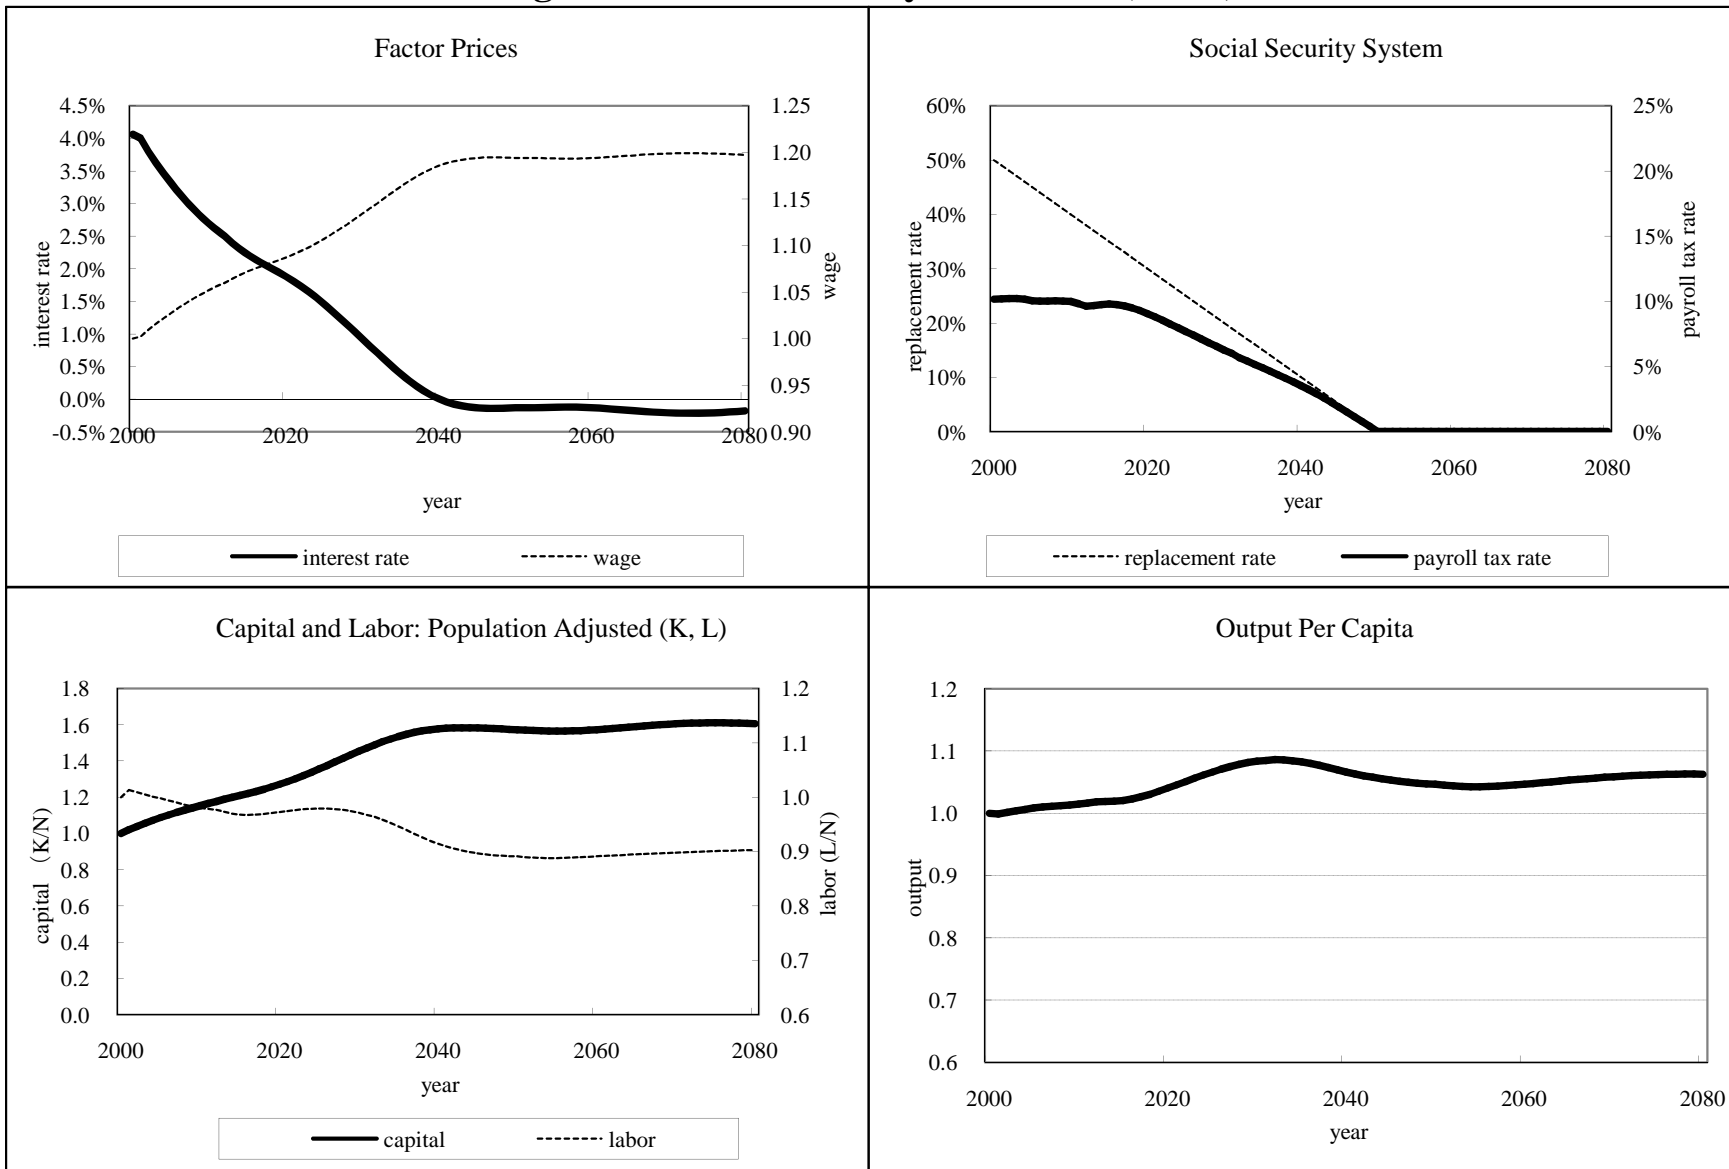 Factor Prices
4.5%
4.0%
3.5%
3.0%
2.5%
2.0%
1.5%
1.0%
0.5%
0.0%
-0.5%
interest rate
1.25
1.20
1.15
1.10
1.05
1.00
0.95
0.90
wage
2000 2020 2040 2060 2080
year
interest rate wage
Social Security System
60%
50%
40%
30%
20%
10%
0%
replacement rate
25%
20%
15%
10%
5%
0%
payroll tax rate
2000 2020 2040 2060 2080
year
replacement rate payroll tax rate
Capital and Labor: Population Adjusted (K, L)
1.8
1.6
1.4
1.2
1.0
0.8
0.6
0.4
0.2
0.0
capital (K/N)
1.2
1.1
1.0
0.9
0.8
0.7
0.6
labor (L/N)
2000 2020 2040 2060 2080
year
capital labor
Output Per Capita
1.2
1.1
1.0
0.9
0.8
0.7
0.6
output
2000 2020 2040 2060 2080
year